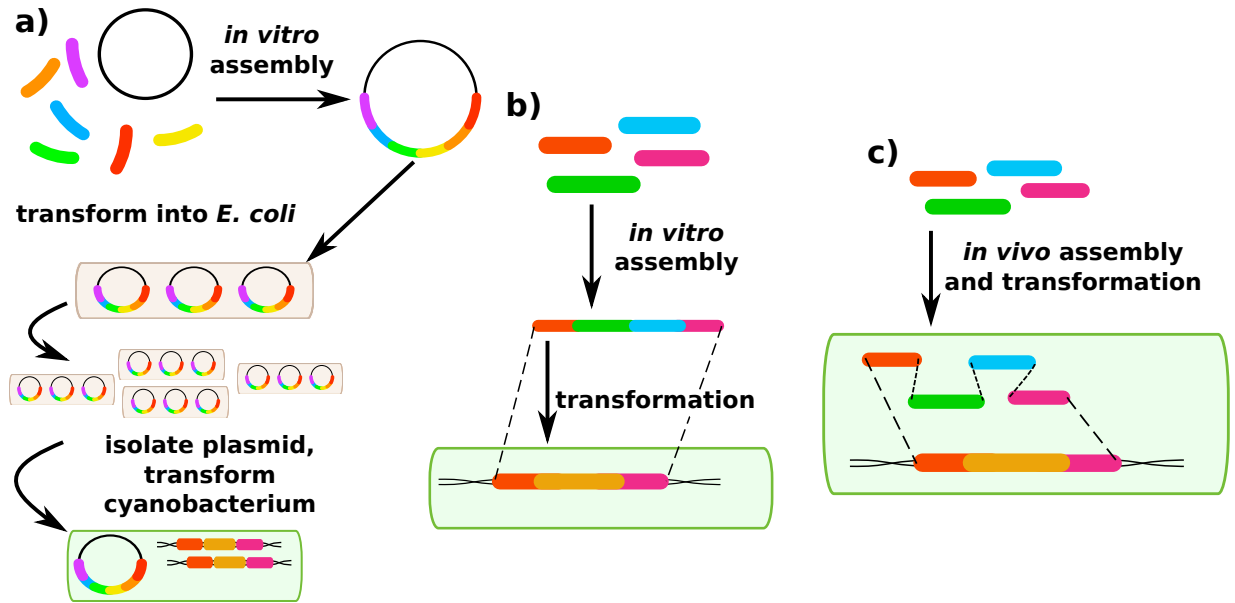 a)
in vitro
assembly
transform into E. coli
isolate plasmid,
transform
cyanobacterium
b)
in vitro
assembly
transformation
c)
in vivo assembly
and transformation